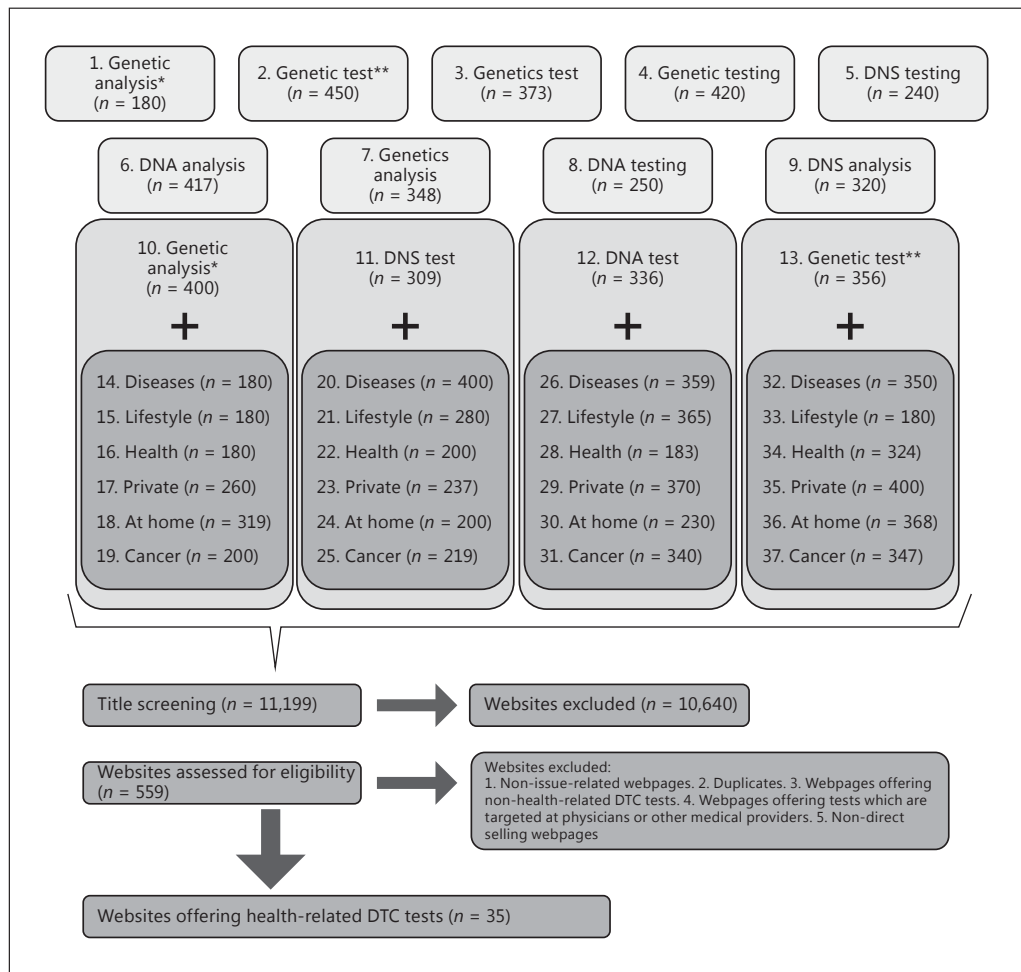 1. Genetic
analysis*
(n = 180)
2. Genetic test**
(n = 450)
3. Genetics test
(n = 373)
4. Genetic testing
(n = 420)
5. DNS testing
(n = 240)
6. DNA analysis
(n = 417)
7. Genetics
analysis
(n = 348)
8. DNA testing
(n = 250)
9. DNS analysis
(n = 320)
10. Genetic
analysis*
(n = 400)
+
14. Diseases (n = 180)
15. Lifestyle (n = 180)
16. Health (n = 180)
17. Private (n = 260)
18. At home (n = 319)
19. Cancer (n = 200)
11. DNS test
(n = 309)
+
20. Diseases (n = 400)
21. Lifestyle (n = 280)
22. Health (n = 200)
23. Private (n = 237)
24. At home (n = 200)
25. Cancer (n = 219)
12. DNA test
(n = 336)
+
26. Diseases (n = 359)
27. Lifestyle (n = 365)
28. Health (n = 183)
29. Private (n = 370)
30. At home (n = 230)
31. Cancer (n = 340)
13. Genetic test**
(n = 356)
+
32. Diseases (n = 350)
33. Lifestyle (n = 180)
34. Health (n = 324)
35. Private (n = 400)
36. At home (n = 368)
37. Cancer (n = 347)
Title screening (n = 11,199)
Websites excluded (n = 10,640)
Websites assessed for eligibility
(n = 559)
Websites excluded:
1. Non-issue-related webpages. 2. Duplicates. 3. Webpages offering
non-health-related DTC tests. 4. Webpages offering tests which are
targeted at physicians or other medical providers. 5. Non-direct
selling webpages
Websites offering health-related DTC tests (n = 35)